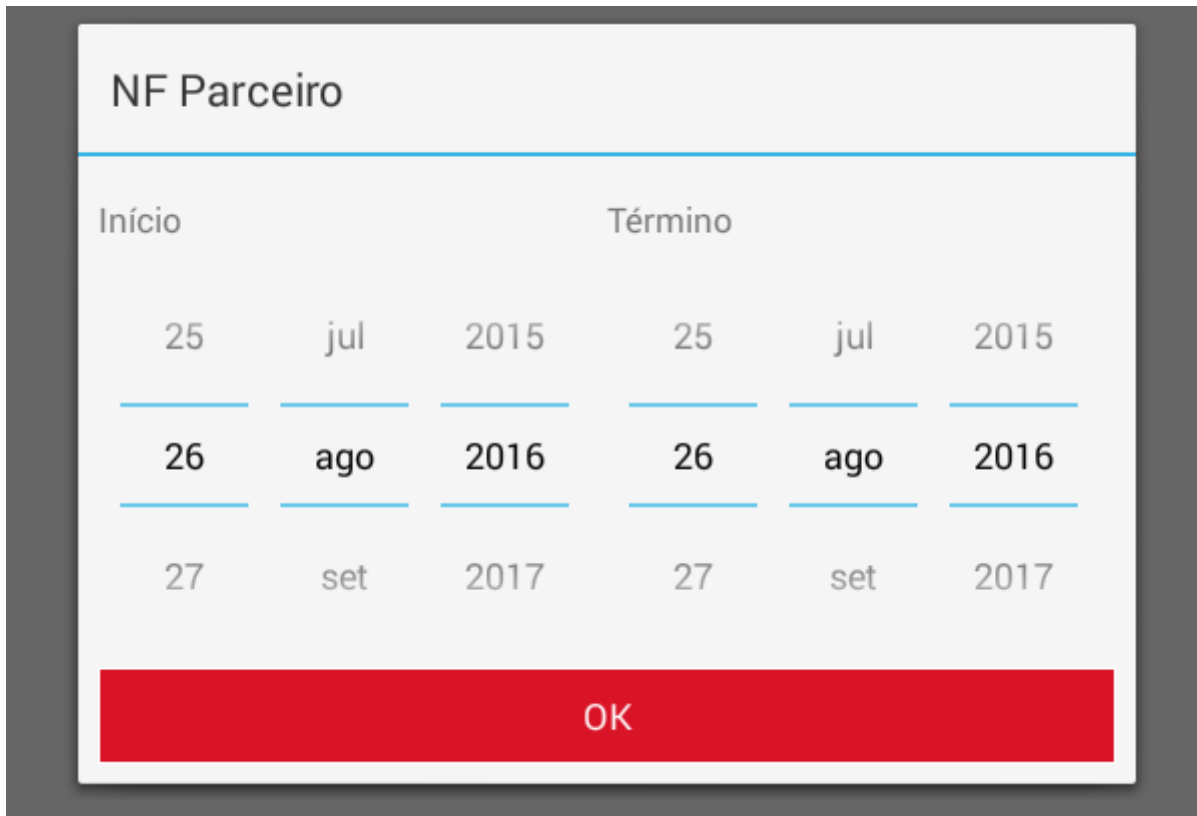 NF Parceiro
Início Término
25 jul 2015 25 jul 2015
26 ago 2016 26 ago 2016
27 set 2017 27 set 2017
OK